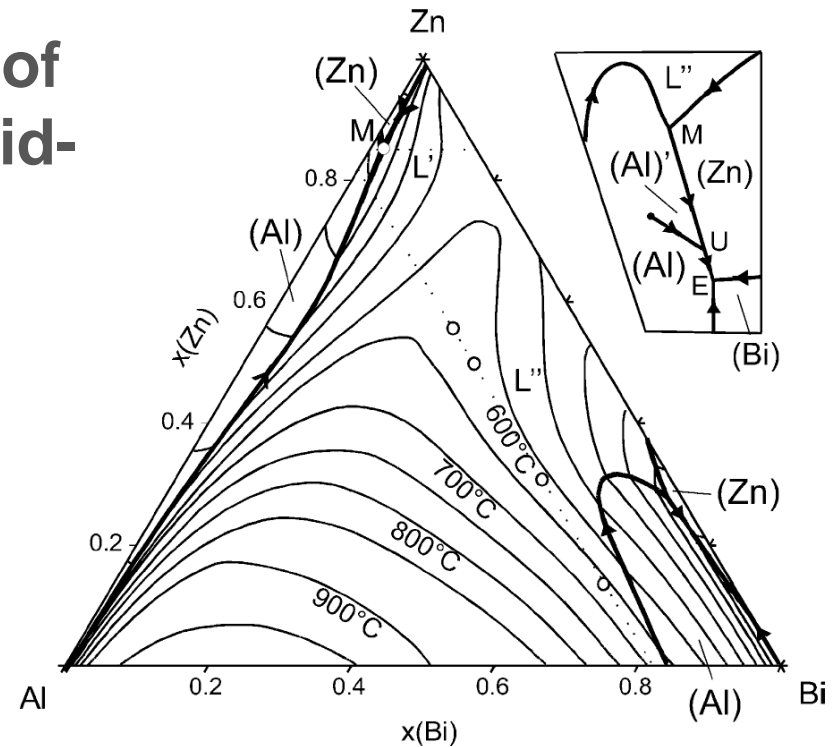 of
id-
Zn
(Zn)
M
L'
0.8
(Al)
0.6
x(Zn)
0.4
0.2
L''
600°C
700°C
800°C
900°C
(Zn)
(Al)
Al
0.2
0.4
0.6
0.8
Bi
x(Bi)
L''
M
(Al)'
(Zn)
U
(Al)
E
(Bi)